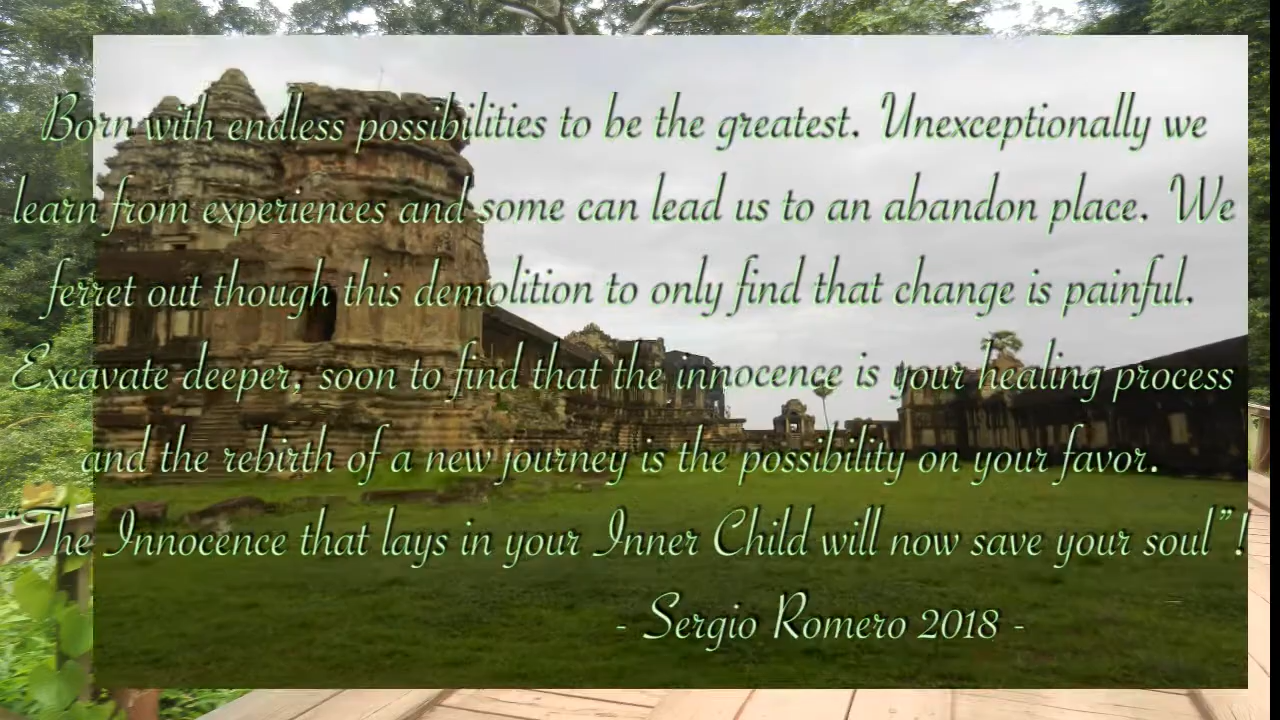 Born with endless possibilities to be the greatest. Unexceptionally we
learn from experiences and some can lead us to an abandon place. We
ferret out though this demolition to only find that change is painful.
Excavate deeper, soon to find that the innocence is your healing process
and the rebirth of a new journey is the possibility on your favor.
“The Innocence that lays in your Inner Child will now save your soul”!
- Sergio Romero 2018 -